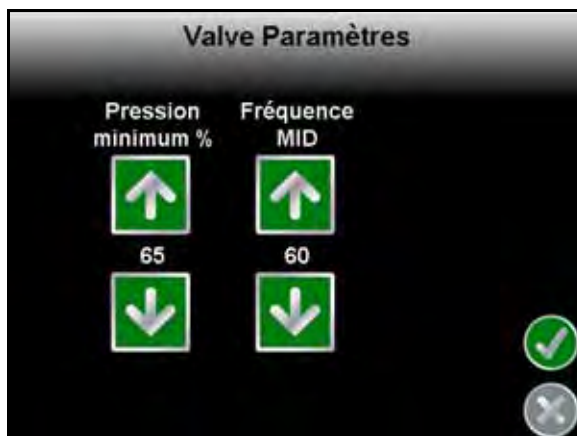 Valve Paramètres
Pression Fréquence
minimum % MID
65 60